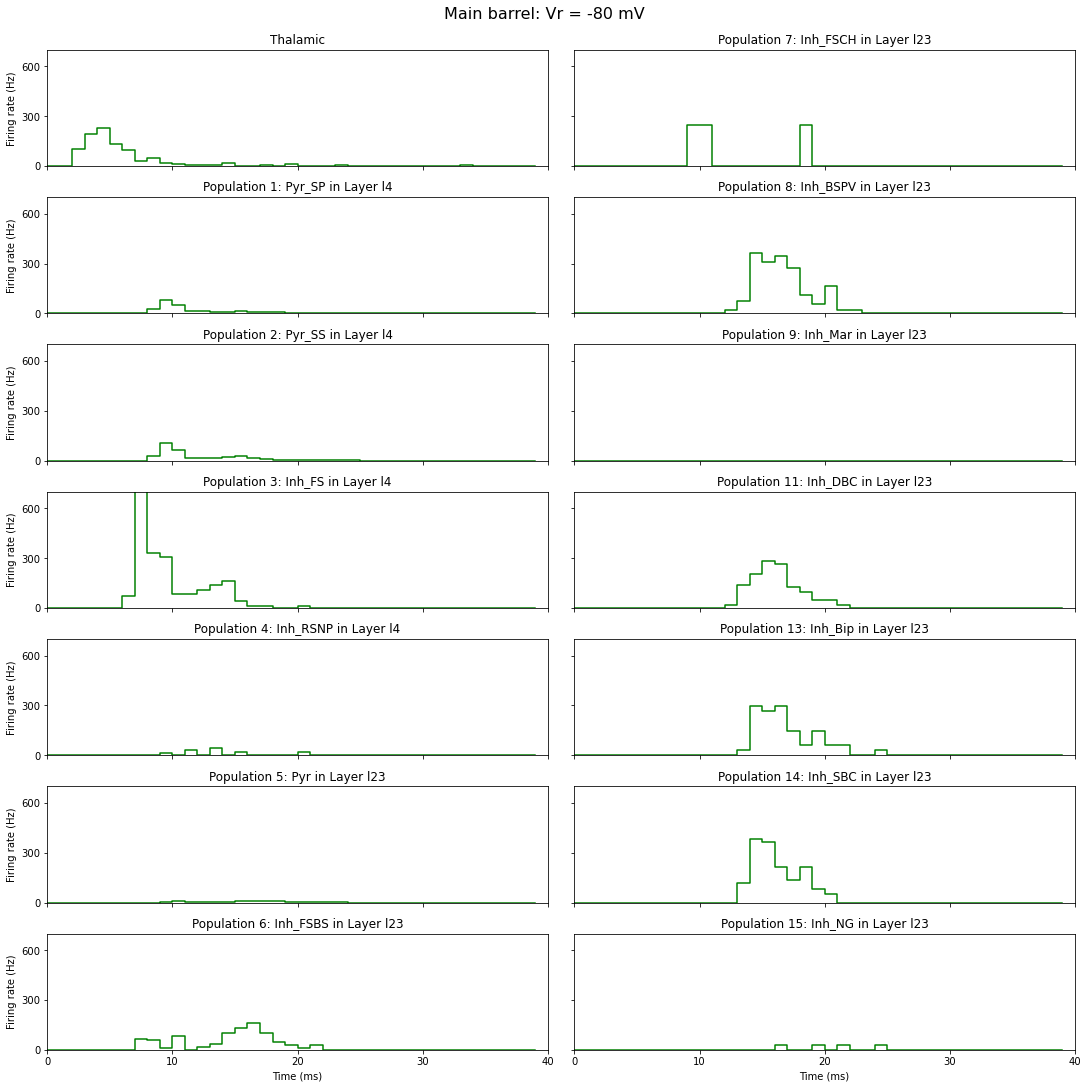 Main barrel: Vr = -80 mV
Thalamic
Population 7: Inh_FSCH in Layer l23
600
300
0
Firing rate (Hz)
Population 1: Pyr_SP in Layer l4
Population 8: Inh_BSPV in Layer l23
600
300
0
Firing rate (Hz)
Population 2: Pyr_SS in Layer l4
Population 9: Inh_Mar in Layer l23
600
300
0
Firing rate (Hz)
Population 3: Inh_FS in Layer l4
Population 11: Inh_DBC in Layer l23
600
300
0
Firing rate (Hz)
Population 4: Inh_RSNP in Layer l4
Population 13: Inh_Bip in Layer l23
600
300
0
Firing rate (Hz)
Population 5: Pyr in Layer l23
Population 14: Inh_SBC in Layer l23
600
300
0
Firing rate (Hz)
Population 6: Inh_FSBS in Layer l23
Population 15: Inh_NG in Layer l23
600
300
0
Firing rate (Hz)
0 10 20 30 40
Time (ms)
0 10 20 30 40
Time (ms)